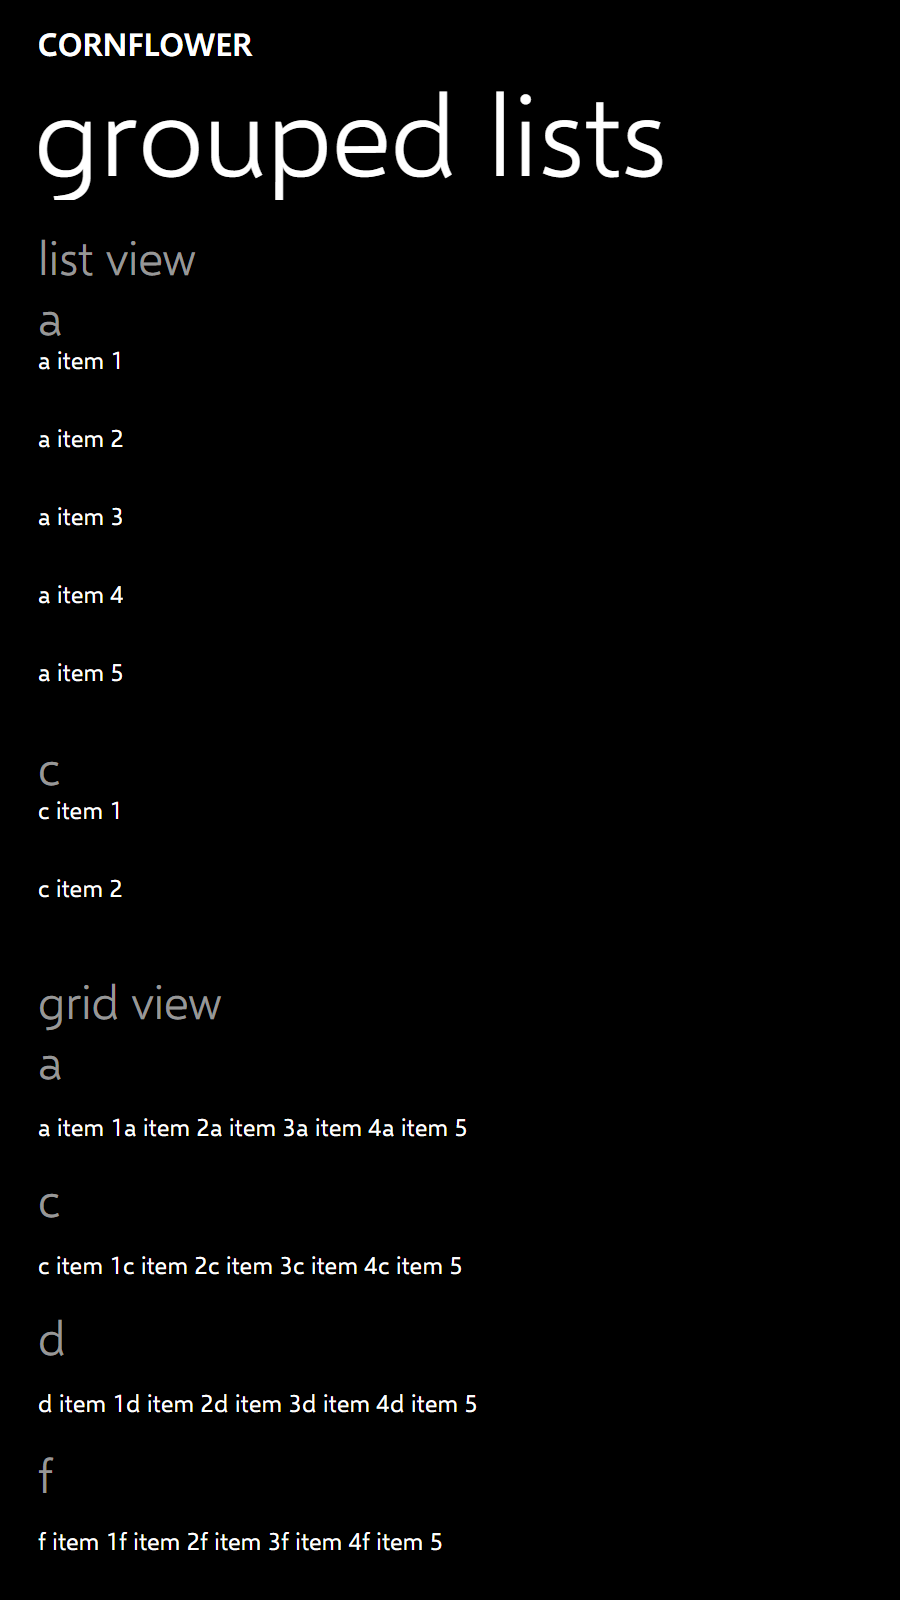 CORNFLOWER
grouped lists
list view
a
a item 1
a item 2
a item 3
a item 4
a item 5
c
c item 1
c item 2
grid view
a
a item 1a item 2a item 3a item 4a item 5
c
c item 1c item 2c item 3c item 4c item 5
d
d item 1d item 2d item 3d item 4d item 5
f
f item 1f item 2f item 3f item 4f item 5